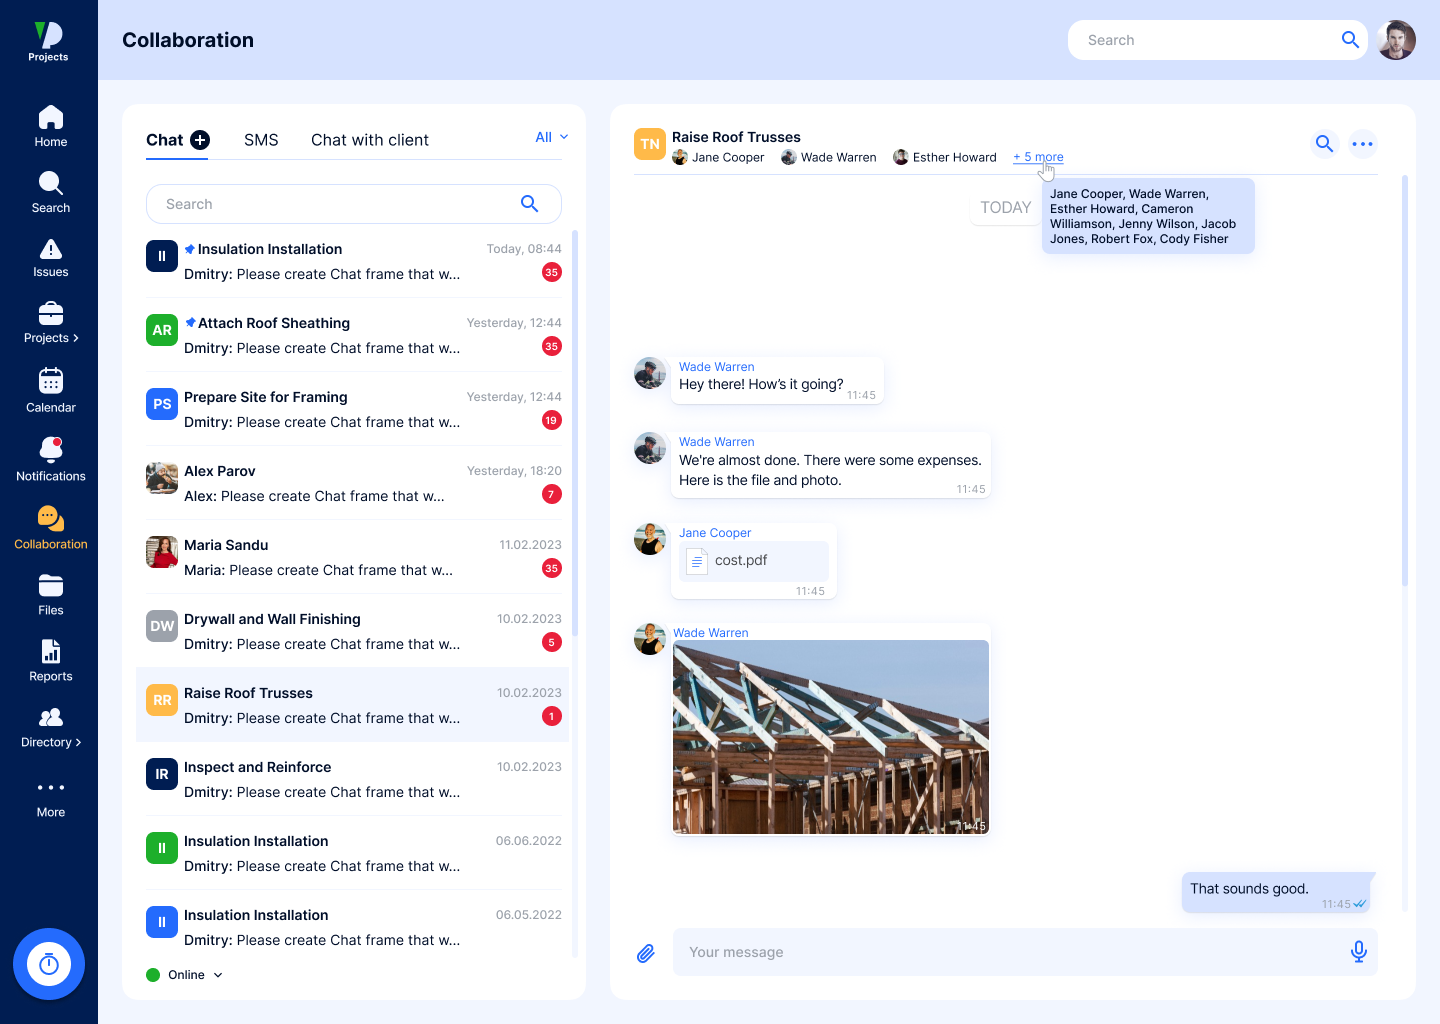 Projects
Home
Search
Issues
Projects
Calendar
Notifications
Collaboration
Files
Reports
Directory
More
Collaboration
Search
Chat
SMS
Chat with client
All
Search
II
Insulation Installation
Today, 08:44
Dmitry: Please create Chat frame that w...
35
AR
Attach Roof Sheathing
Yesterday, 12:44
Dmitry: Please create Chat frame that w...
35
PS
Prepare Site for Framing
Yesterday, 12:44
Dmitry: Please create Chat frame that w...
19
Alex Parov
Yesterday, 18:20
Alex: Please create Chat frame that w...
7
Maria Sandu
11.02.2023
Maria: Please create Chat frame that w...
35
DW
Drywall and Wall Finishing
10.02.2023
Dmitry: Please create Chat frame that w...
5
RR
Raise Roof Trusses
10.02.2023
Dmitry: Please create Chat frame that w...
1
IR
Inspect and Reinforce
10.02.2023
Dmitry: Please create Chat frame that w...
II
Insulation Installation
06.06.2022
Dmitry: Please create Chat frame that w...
II
Insulation Installation
06.05.2022
Dmitry: Please create Chat frame that w...
Online
TN
Raise Roof Trusses
Jane Cooper
Wade Warren
Esther Howard
+ 5 more
Jane Cooper, Wade Warren,
Esther Howard, Cameron
Williamson, Jenny Wilson, Jacob
Jones, Robert Fox, Cody Fisher
TODAY
Wade Warren
Hey there! How’s it going?
11:45
Wade Warren
We're almost done. There were some expenses.
Here is the file and photo.
11:45
Jane Cooper
cost.pdf
11:45
Wade Warren
11:45
That sounds good.
11:45
Your message